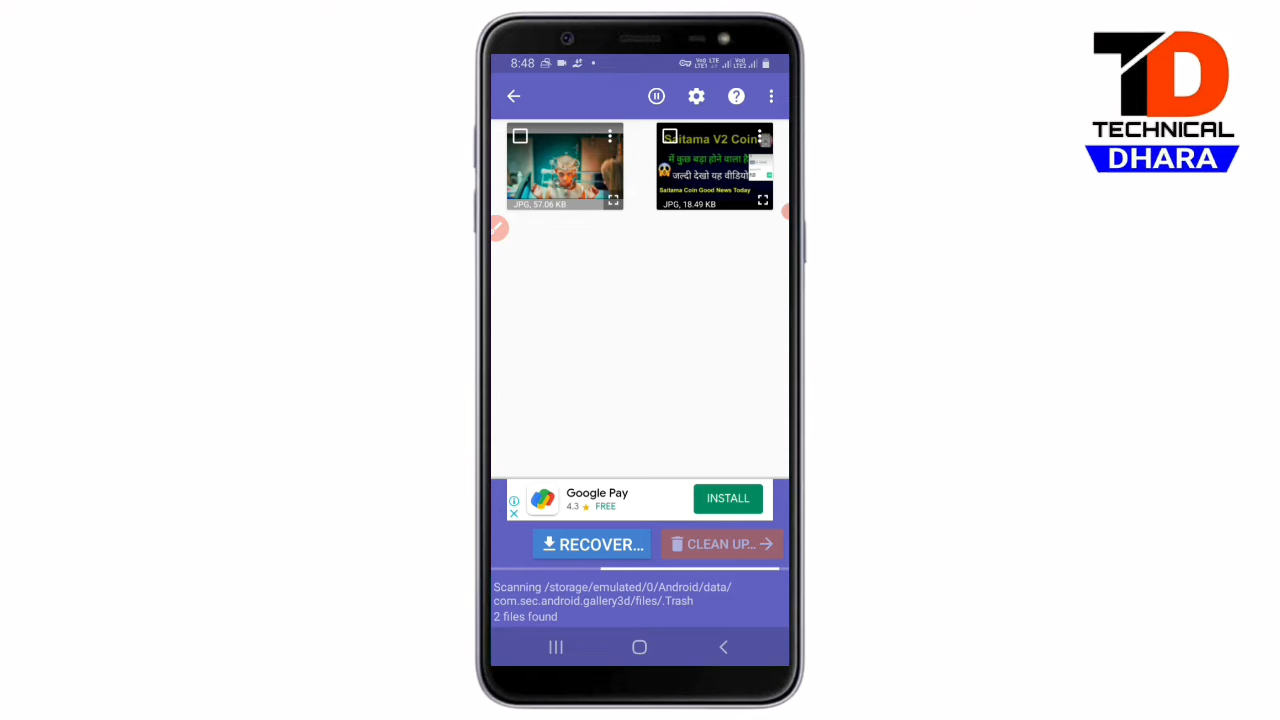 8:48
TECHNICAL
DHARA
JPG, 57.06 KB
Saitama V2 Coin
में कुछ बड़ा होने वाला है
जल्दी देखो यह वीडियो
Saitama Coin Good News Today
JPG, 18.49 KB
Google Pay
4.3 ★ FREE
INSTALL
RECOVER...
CLEAN UP...
Scanning /storage/emulated/0/Android/data/
com.sec.android.gallery3d/files/.Trash
2 files found